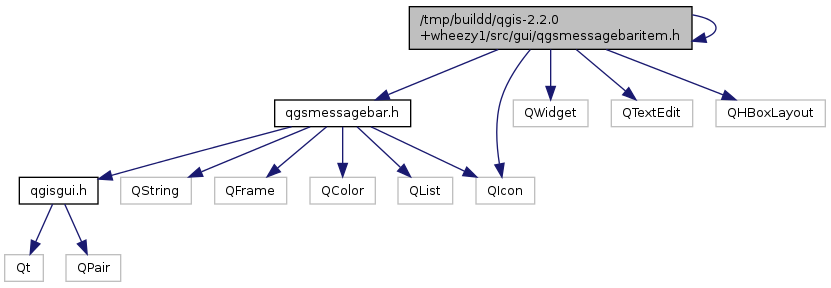 /tmp/buildd/qgis-2.2.0
+wheezy1/src/gui/qgsmessagebaritem.h
qgsmessagebar.h
QWidget
QTextEdit
QHBoxLayout
qgisgui.h
QString
QFrame
QColor
QList
QIcon
Qt
QPair